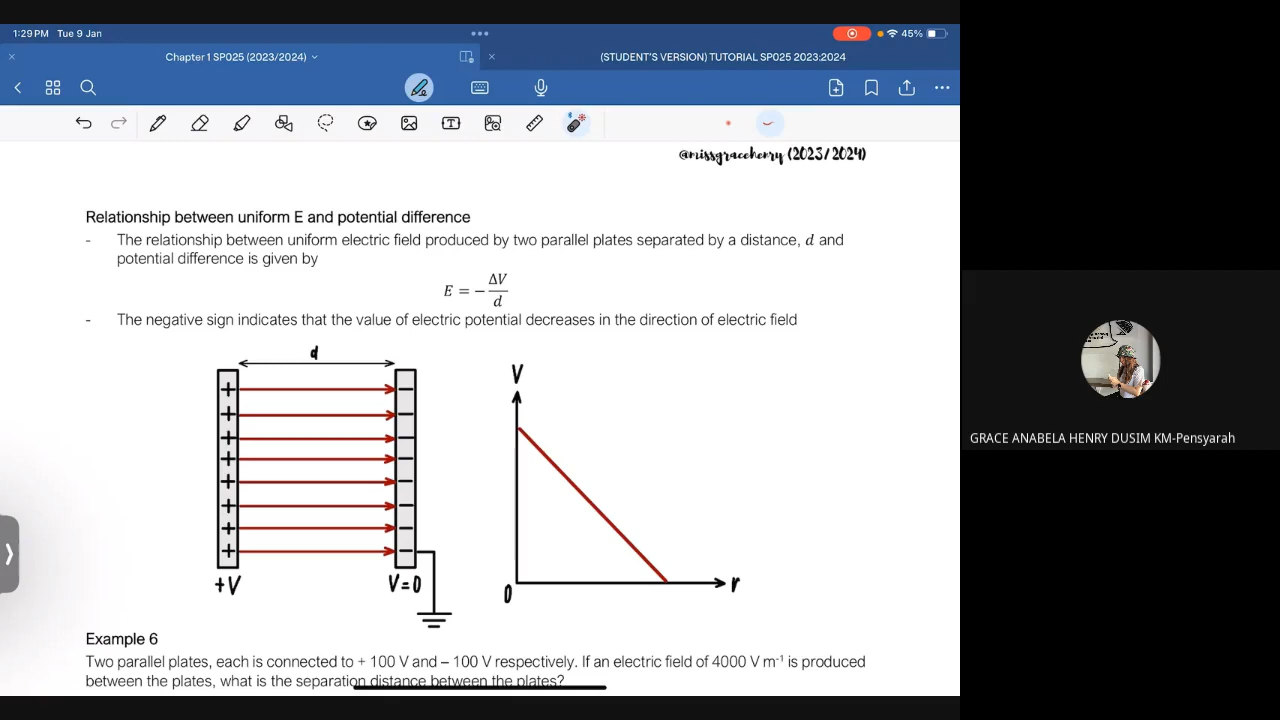 1:29 PM Tue 9 Jan
45%
Chapter 1 SP025 (2023/2024)
(STUDENT'S VERSION) TUTORIAL SP025 2023:2024
@missgracehenry (2023/2024)
Relationship between uniform E and potential difference
- The relationship between uniform electric field produced by two parallel plates separated by a distance, d and
potential difference is given by
E = − ΔV/d
- The negative sign indicates that the value of electric potential decreases in the direction of electric field
d
V
+ −
+ −
+ −
+ −
+ −
+ −
+ −
+ −
+V
V=0
0
r
GRACE ANABELA HENRY DUSIM KM-Pensyarah
Example 6
Two parallel plates, each is connected to + 100 V and – 100 V respectively. If an electric field of 4000 V m⁻¹ is produced
between the plates, what is the separation distance between the plates?